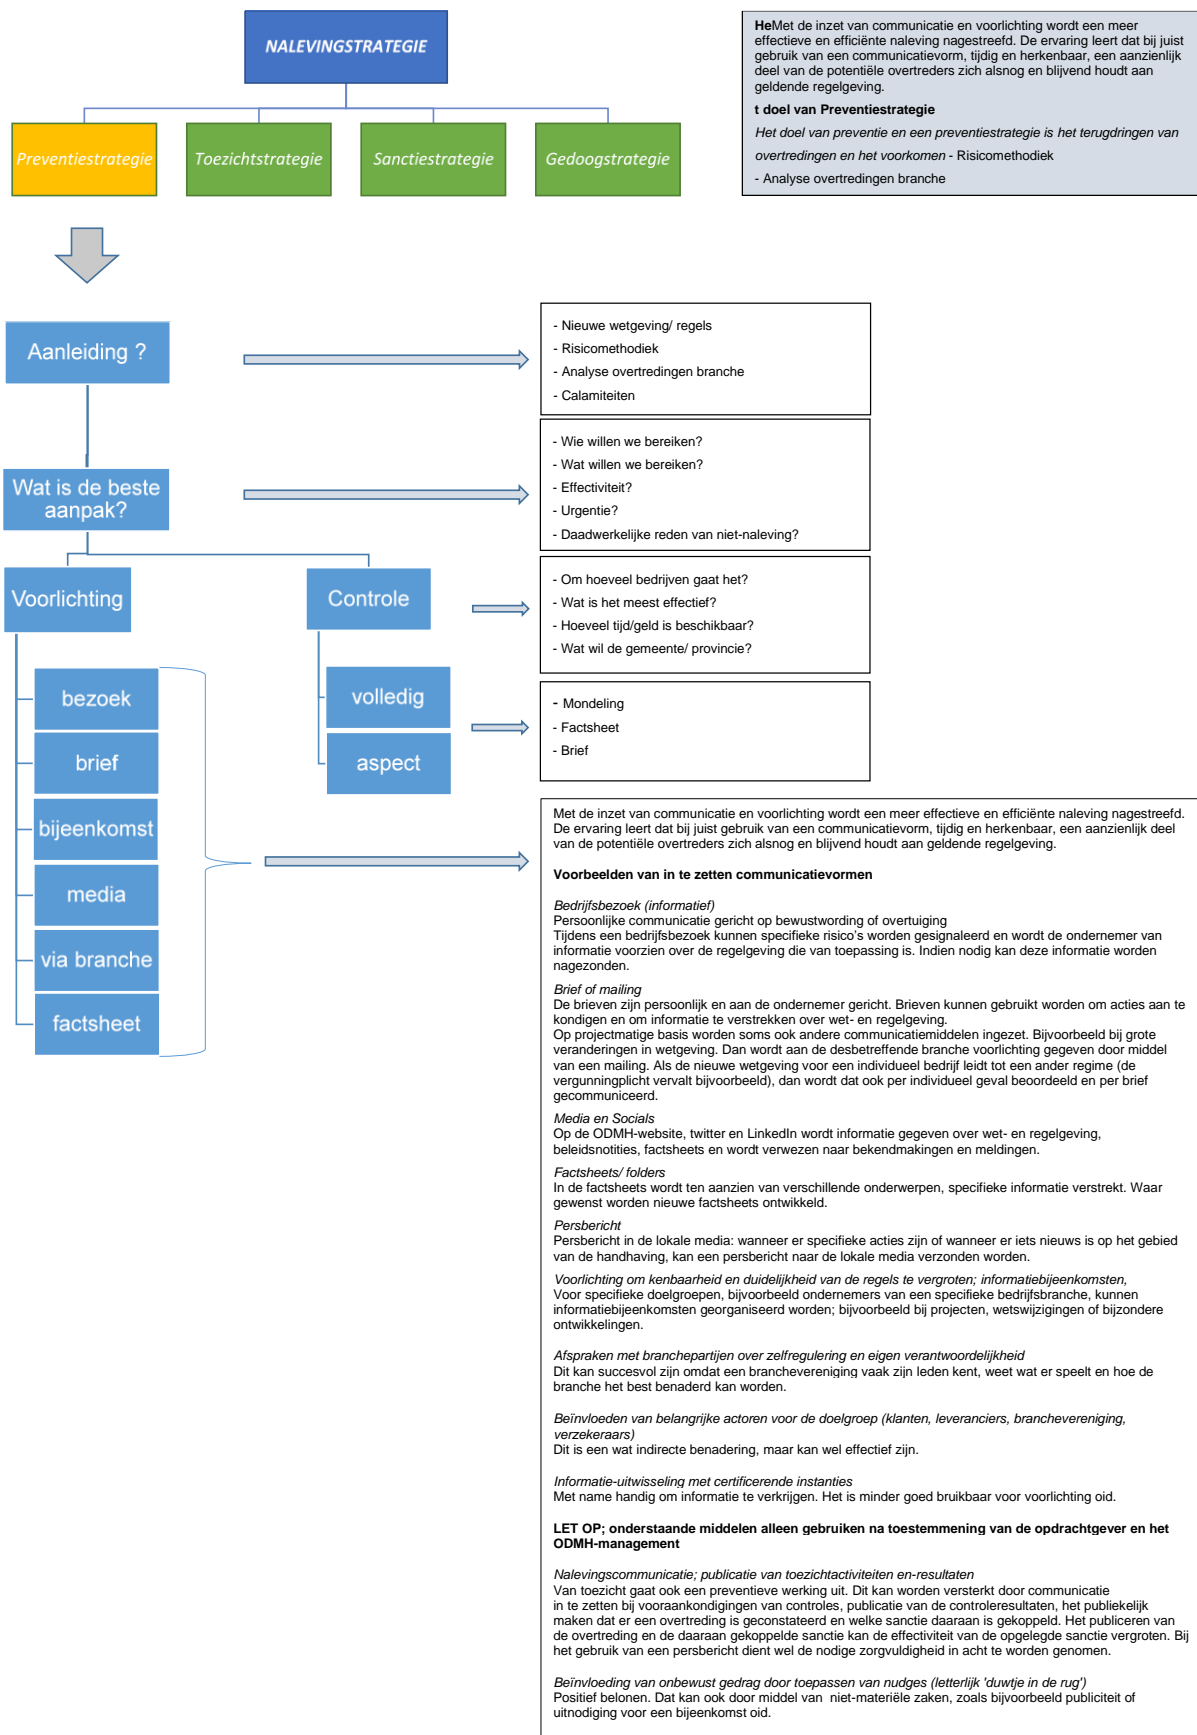 NALEVINGSTRATEGIE
Preventiestrategie
Toezichtstrategie
Sanctiestrategie
Gedoogstrategie
HeMet de inzet van communicatie en voorlichting wordt een meer
effectieve en efficiënte naleving nagestreefd. De ervaring leert dat bij juist
gebruik van een communicatievorm, tijdig en herkenbaar, een aanzienlijk
deel van de potentiële overtreders zich alsnog en blijvend houdt aan
geldende regelgeving.
t doel van Preventiestrategie
Het doel van preventie en een preventiestrategie is het terugdringen van
overtredingen en het voorkomen - Risicomethodiek
- Analyse overtredingen branche
Aanleiding ?
- Nieuwe wetgeving/ regels
- Risicomethodiek
- Analyse overtredingen branche
- Calamiteiten
Wat is de beste
aanpak?
- Wie willen we bereiken?
- Wat willen we bereiken?
- Effectiviteit?
- Urgentie?
- Daadwerkelijke reden van niet-naleving?
Voorlichting
Controle
- Om hoeveel bedrijven gaat het?
- Wat is het meest effectief?
- Hoeveel tijd/geld is beschikbaar?
- Wat wil de gemeente/ provincie?
bezoek
brief
bijeenkomst
media
via branche
factsheet
volledig
aspect
- Mondeling
- Factsheet
- Brief
Met de inzet van communicatie en voorlichting wordt een meer effectieve en efficiënte naleving nagestreefd.
De ervaring leert dat bij juist gebruik van een communicatievorm, tijdig en herkenbaar, een aanzienlijk deel
van de potentiële overtreders zich alsnog en blijvend houdt aan geldende regelgeving.
Voorbeelden van in te zetten communicatievormen
Bedrijfsbezoek (informatief)
Persoonlijke communicatie gericht op bewustwording of overtuiging
Tijdens een bedrijfsbezoek kunnen specifieke risico's worden gesignaleerd en wordt de ondernemer van
informatie voorzien over de regelgeving die van toepassing is. Indien nodig kan deze informatie worden
nagezonden.
Brief of mailing
De brieven zijn persoonlijk en aan de ondernemer gericht. Brieven kunnen gebruikt worden om acties aan te
kondigen en om informatie te verstrekken over wet- en regelgeving.
Op projectmatige basis worden soms ook andere communicatiemiddelen ingezet. Bijvoorbeeld bij grote
veranderingen in wetgeving. Dan wordt aan de desbetreffende branche voorlichting gegeven door middel
van een mailing. Als de nieuwe wetgeving voor een individueel bedrijf leidt tot een ander regime (de
vergunningplicht vervalt bijvoorbeeld), dan wordt dat ook per individueel geval beoordeeld en per brief
gecommuniceerd.
Media en Socials
Op de ODMH-website, twitter en LinkedIn wordt informatie gegeven over wet- en regelgeving,
beleidsnotities, factsheets en wordt verwezen naar bekendmakingen en meldingen.
Factsheets/ folders
In de factsheets wordt ten aanzien van verschillende onderwerpen, specifieke informatie verstrekt. Waar
gewenst worden nieuwe factsheets ontwikkeld.
Persbericht
Persbericht in de lokale media: wanneer er specifieke acties zijn of wanneer er iets nieuws is op het gebied
van de handhaving, kan een persbericht naar de lokale media verzonden worden.
Voorlichting om kenbaarheid en duidelijkheid van de regels te vergroten; informatiebijeenkomsten,
Voor specifieke doelgroepen, bijvoorbeeld ondernemers van een specifieke bedrijfsbranche, kunnen
informatiebijeenkomsten georganiseerd worden; bijvoorbeeld bij projecten, wetswijzigingen of bijzondere
ontwikkelingen.
Afspraken met branchepartijen over zelfregulering en eigen verantwoordelijkheid
Dit kan succesvol zijn omdat een branchevereniging vaak zijn leden kent, weet wat er speelt en hoe de
branche het best benaderd kan worden.
Beïnvloeden van belangrijke actoren voor de doelgroep (klanten, leveranciers, branchevereniging,
verzekeraars)
Dit is een wat indirecte benadering, maar kan wel effectief zijn.
Informatie-uitwisseling met certificerende instanties
Met name handig om informatie te verkrijgen. Het is minder goed bruikbaar voor voorlichting oid.
LET OP; onderstaande middelen alleen gebruiken na toestemmening van de opdrachtgever en het
ODMH-management
Nalevingscommunicatie; publicatie van toezichtactiviteiten en-resultaten
Van toezicht gaat ook een preventieve werking uit. Dit kan worden versterkt door communicatie
in te zetten bij vooraankondigingen van controles, publicatie van de controleresultaten, het publiekelijk
maken dat er een overtreding is geconstateerd en welke sanctie daaraan is gekoppeld. Het publiceren van
de overtreding en de daaraan gekoppelde sanctie kan de effectiviteit van de opgelegde sanctie vergroten. Bij
het gebruik van een persbericht dient wel de nodige zorgvuldigheid in acht te worden genomen.
Beïnvloeding van onbewust gedrag door toepassen van nudges (letterlijk 'duwtje in de rug')
Positief belonen. Dat kan ook door middel van niet-materiële zaken, zoals bijvoorbeeld publiciteit of
uitnodiging voor een bijeenkomst oid.